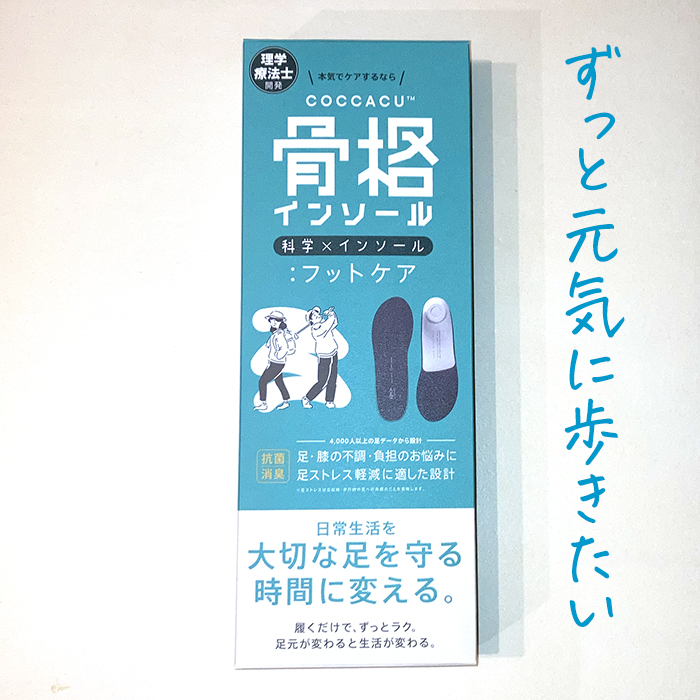 理学
療法士
開発
本気でケアするなら
COCCACU™
骨格
インソール
科学×インソール
:フットケア
4,000人以上の足データから設計
抗菌
消臭
足・膝の不調・負担のお悩みに
足ストレス軽減に適した設計
日常生活を
大切な足を守る
時間に変える。
履くだけで、ずっとラク。
足元が変わると生活が変わる。
ずっと元気に歩きたい